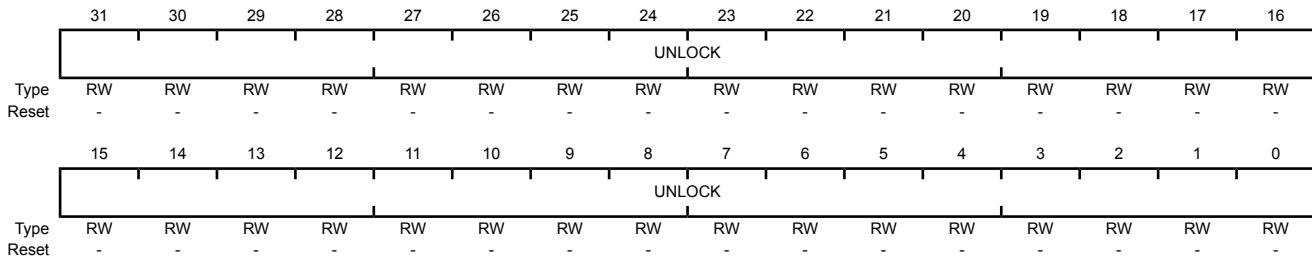 31 30 29 28 27 26 25 24 23 22 21 20 19 18 17 16
UNLOCK
Type RW RW RW RW RW RW RW RW RW RW RW RW RW RW RW RW
Reset - - - - - - - - - - - - - - - -
15 14 13 12 11 10 9 8 7 6 5 4 3 2 1 0
UNLOCK
Type RW RW RW RW RW RW RW RW RW RW RW RW RW RW RW RW
Reset - - - - - - - - - - - - - - - -